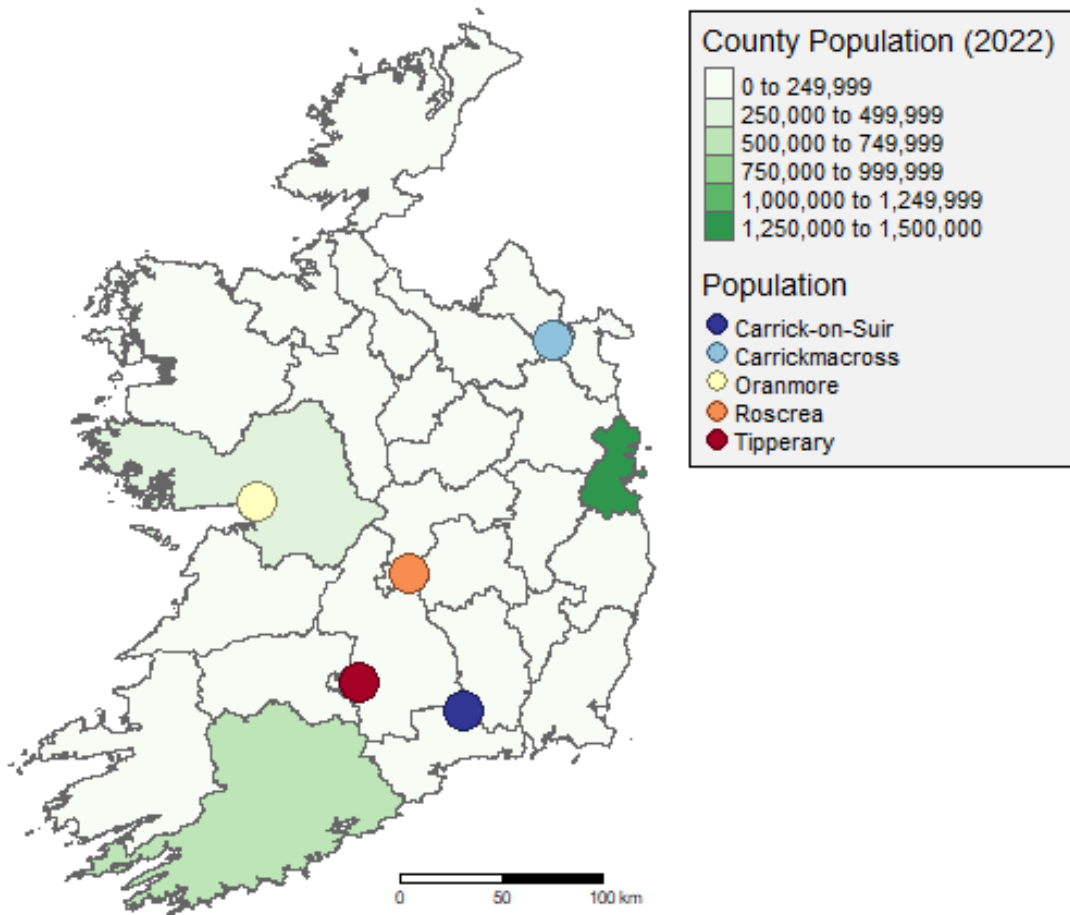 County Population (2022)
0 to 249,999
250,000 to 499,999
500,000 to 749,999
750,000 to 999,999
1,000,000 to 1,249,999
1,250,000 to 1,500,000
Population
Carrick-on-Suir
Carrickmacross
Oranmore
Roscrea
Tipperary
0 50 100 km